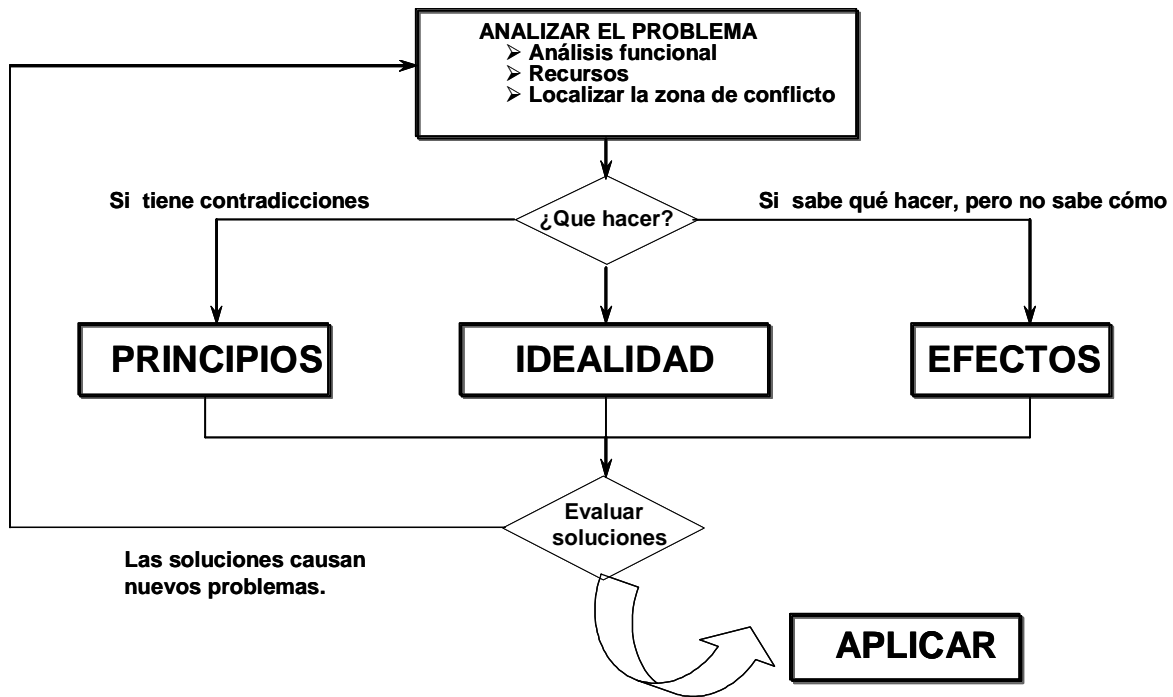 ANALIZAR EL PROBLEMA
➢ Análisis funcional
➢ Recursos
➢ Localizar la zona de conflicto
Si tiene contradicciones
¿Que hacer?
Si sabe qué hacer, pero no sabe cómo
PRINCIPIOS
IDEALIDAD
EFECTOS
Evaluar
soluciones
Las soluciones causan
nuevos problemas.
APLICAR